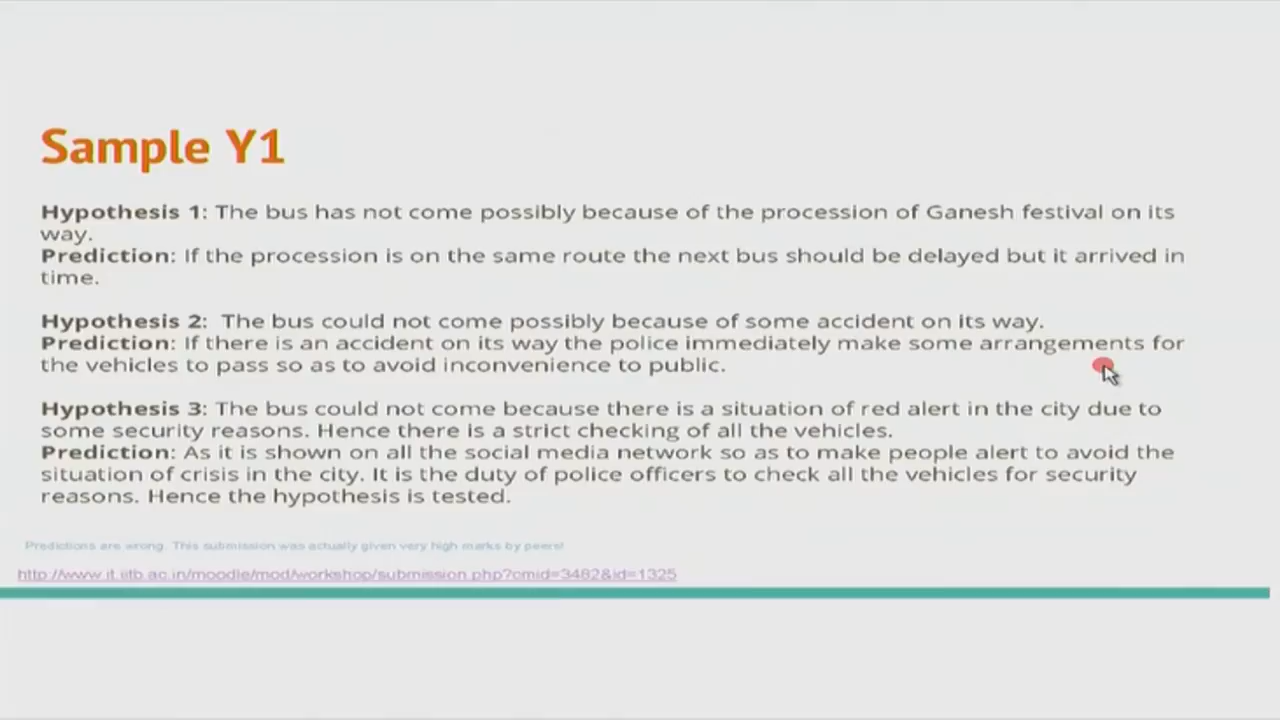 Sample Y1
Hypothesis 1: The bus has not come possibly because of the procession of Ganesh festival on its
way.
Prediction: If the procession is on the same route the next bus should be delayed but it arrived in
time.
Hypothesis 2: The bus could not come possibly because of some accident on its way.
Prediction: If there is an accident on its way the police immediately make some arrangements for
the vehicles to pass so as to avoid inconvenience to public.
Hypothesis 3: The bus could not come because there is a situation of red alert in the city due to
some security reasons. Hence there is a strict checking of all the vehicles.
Prediction: As it is shown on all the social media network so as to make people alert to avoid the
situation of crisis in the city. It is the duty of police officers to check all the vehicles for security
reasons. Hence the hypothesis is tested.
Predictions are wrong. This submission was actually given very high marks by peers!
http://www.it.iitb.ac.in/moodle/mod/workshop/submission.php?cmid=3482&id=1325